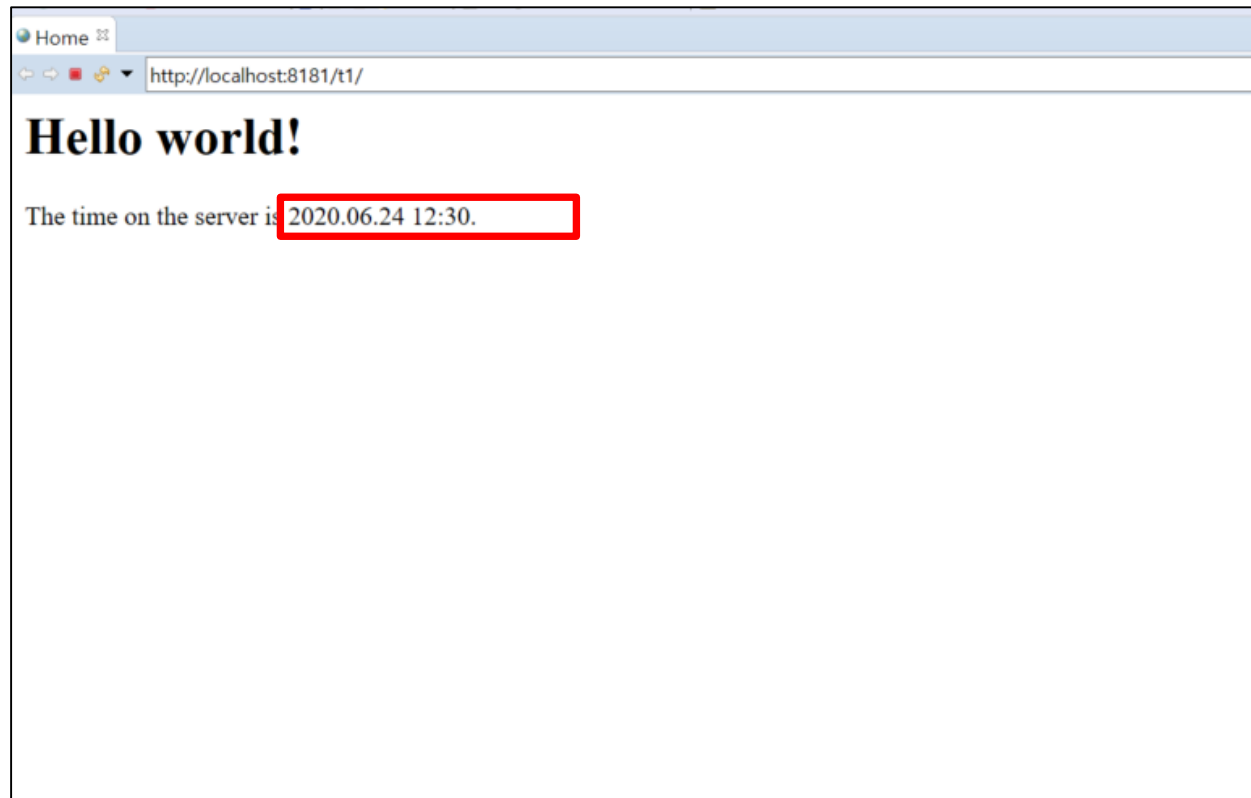 Home
http://localhost:8181/t1/
Hello world!
The time on the server is 2020.06.24 12:30.